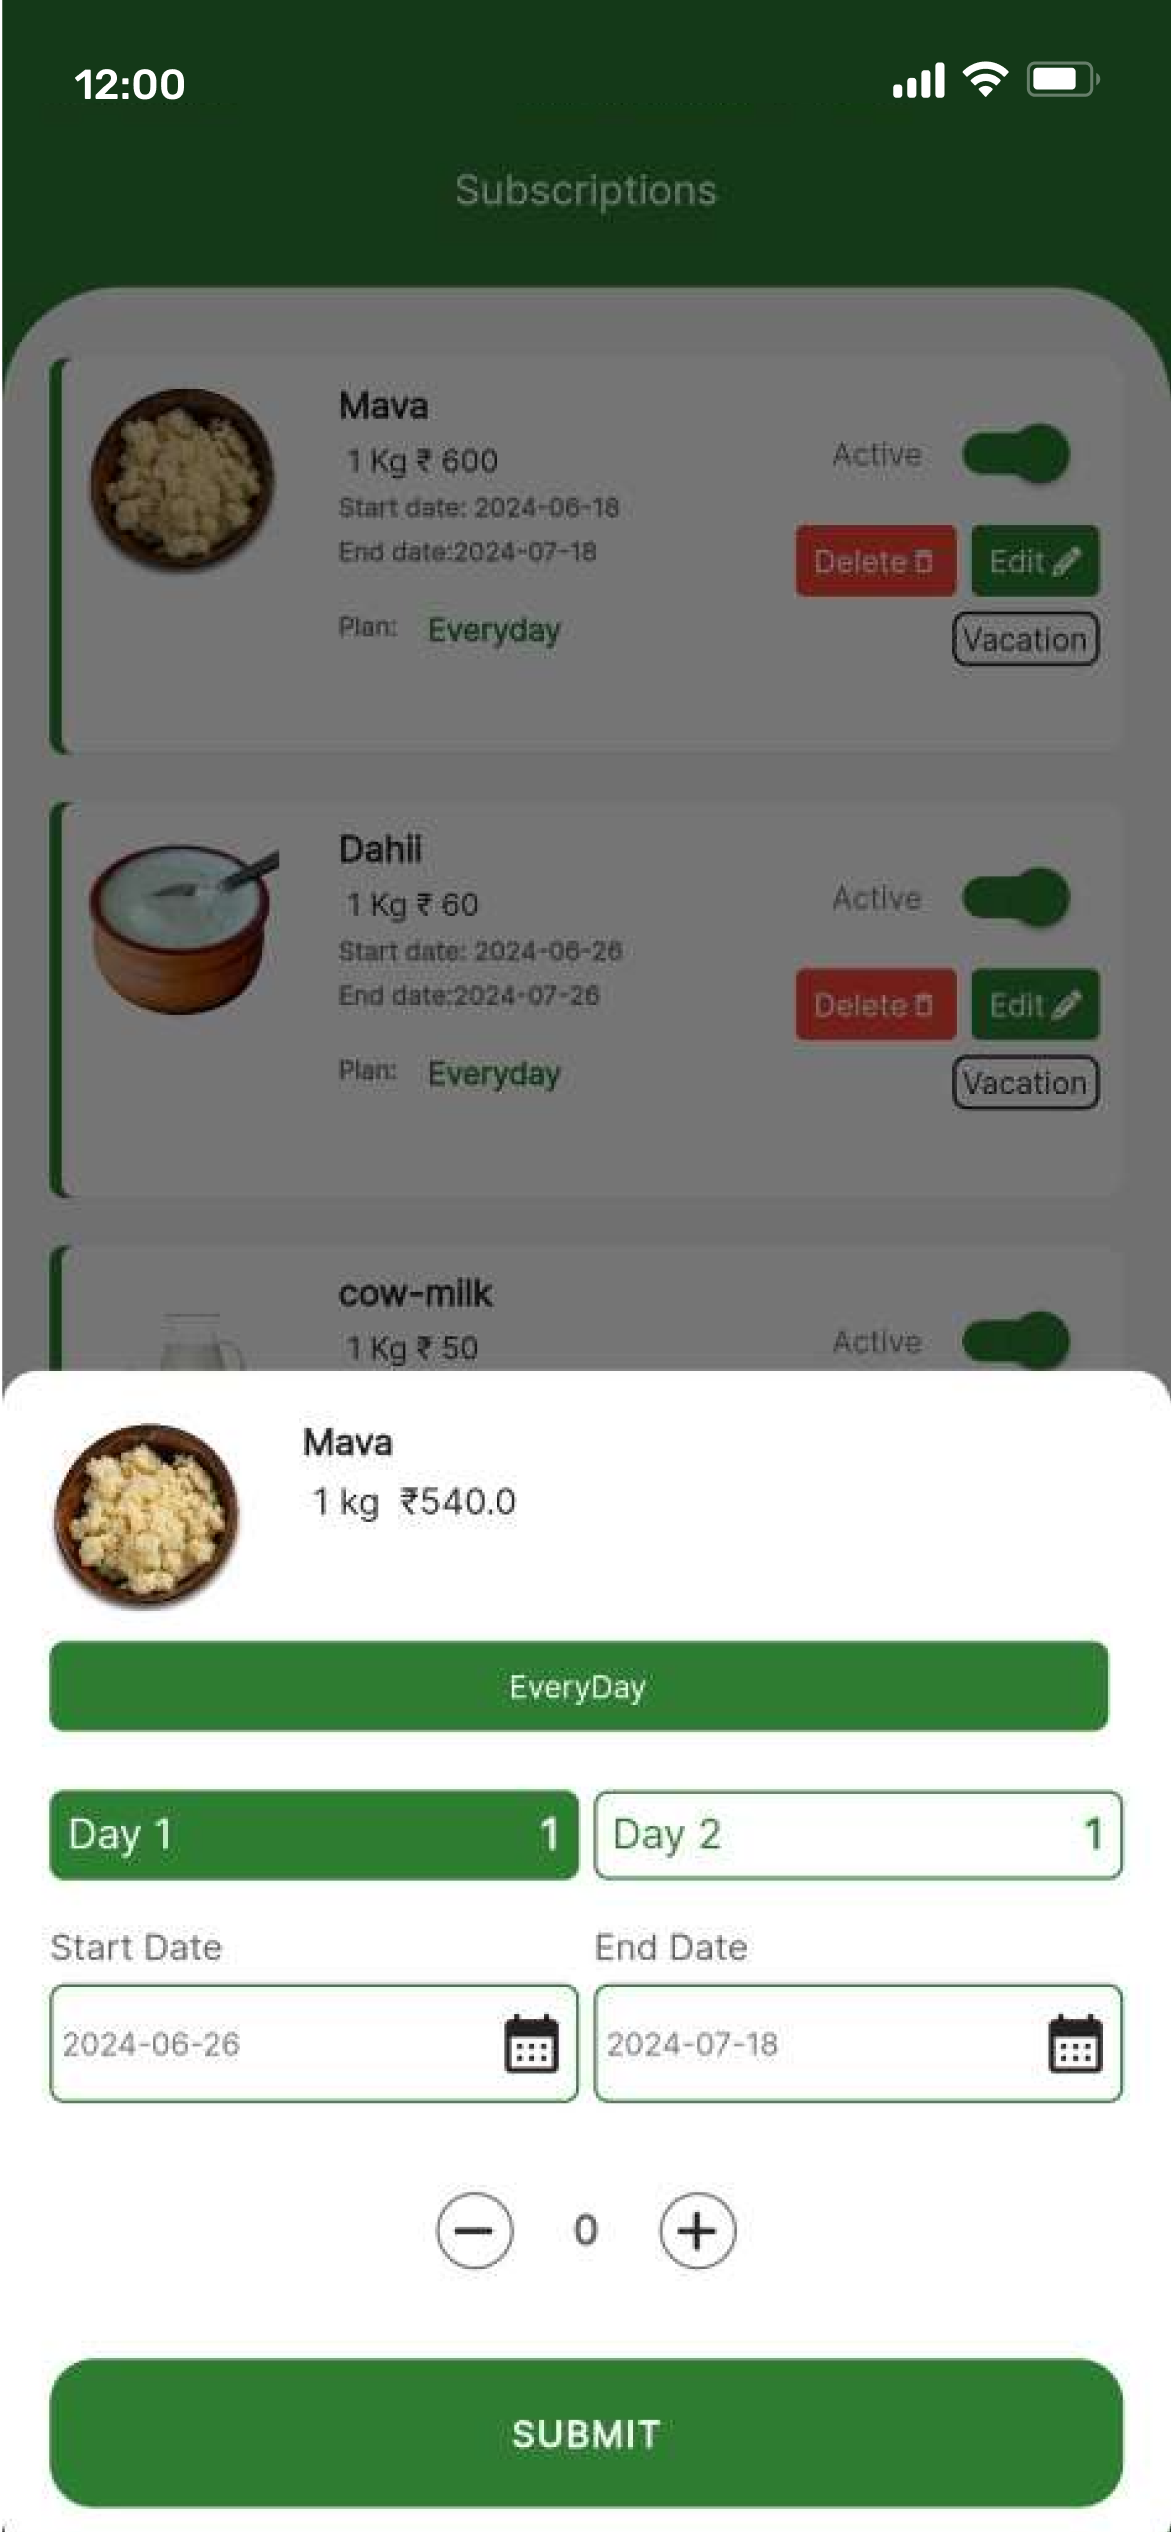 12:00
Subscriptions
Mava
1 Kg ₹ 600
Active
Start date: 2024-06-18
End date:2024-07-18
Delete Edit
Plan: Everyday
Vacation
Dahii
1 Kg ₹ 60
Active
Start date: 2024-06-26
End date:2024-07-26
Delete Edit
Plan: Everyday
Vacation
cow-milk
1 Kg ₹ 50
Active
Mava
1 kg ₹540.0
EveryDay
Day 1 1 Day 2 1
Start Date End Date
2024-06-26 2024-07-18
0
SUBMIT